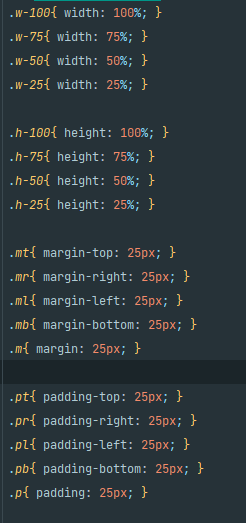 .w-100{ width: 100%; }
.w-75{ width: 75%; }
.w-50{ width: 50%; }
.w-25{ width: 25%; }
.h-100{ height: 100%; }
.h-75{ height: 75%; }
.h-50{ height: 50%; }
.h-25{ height: 25%; }
.mt{ margin-top: 25px; }
.mr{ margin-right: 25px; }
.ml{ margin-left: 25px; }
.mb{ margin-bottom: 25px; }
.m{ margin: 25px; }
.pt{ padding-top: 25px; }
.pr{ padding-right: 25px; }
.pl{ padding-left: 25px; }
.pb{ padding-bottom: 25px; }
.p{ padding: 25px; }